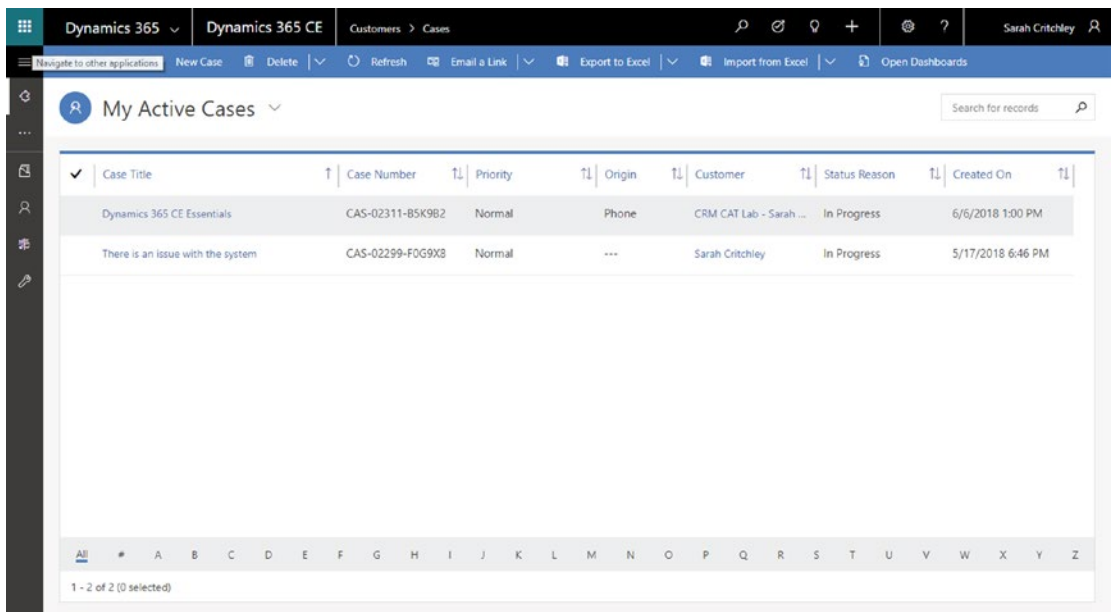 Dynamics 365 Dynamics 365 CE Customers > Cases Sarah Critchley
Navigate to other applications New Case Delete Refresh Email a Link Export to Excel Import from Excel Open Dashboards
My Active Cases Search for records
Case Title Case Number Priority Origin Customer Status Reason Created On
Dynamics 365 CE Essentials CAS-02311-B5K9B2 Normal Phone CRM CAT Lab - Sarah ... In Progress 6/6/2018 1:00 PM
There is an issue with the system CAS-02299-F0G9X8 Normal --- Sarah Critchley In Progress 5/17/2018 6:46 PM
All # A B C D E F G H I J K L M N O P Q R S T U V W X Y Z
1 - 2 of 2 (0 selected)